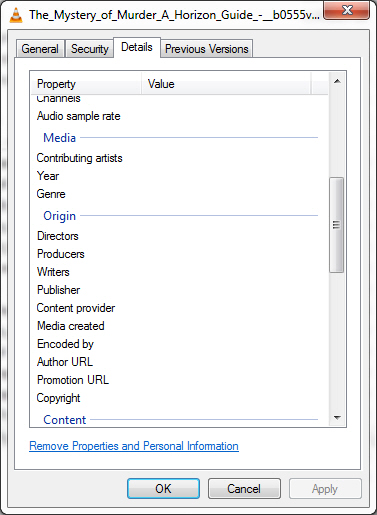 The_Mystery_of_Murder_A_Horizon_Guide_-__b0555v...
General Security Details Previous Versions
Property Value
Channels
Audio sample rate
Media
Contributing artists
Year
Genre
Origin
Directors
Producers
Writers
Publisher
Content provider
Media created
Encoded by
Author URL
Promotion URL
Copyright
Content
Remove Properties and Personal Information
OK Cancel Apply